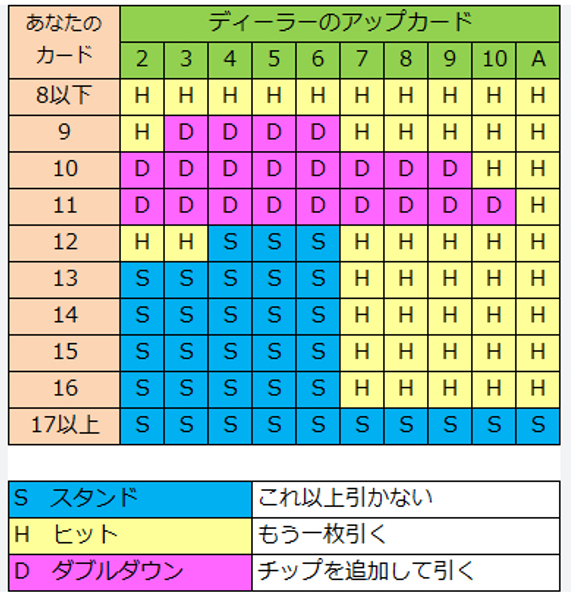 あなたの
カード
ディーラーのアップカード
2 3 4 5 6 7 8 9 10 A
8以下 H H H H H H H H H H
9 H D D D D H H H H H
10 D D D D D D D D H H
11 D D D D D D D D D H
12 H H S S S H H H H H
13 S S S S S H H H H H
14 S S S S S H H H H H
15 S S S S S H H H H H
16 S S S S S H H H H H
17以上 S S S S S S S S S S
S スタンド これ以上引かない
H ヒット もう一枚引く
D ダブルダウン チップを追加して引く